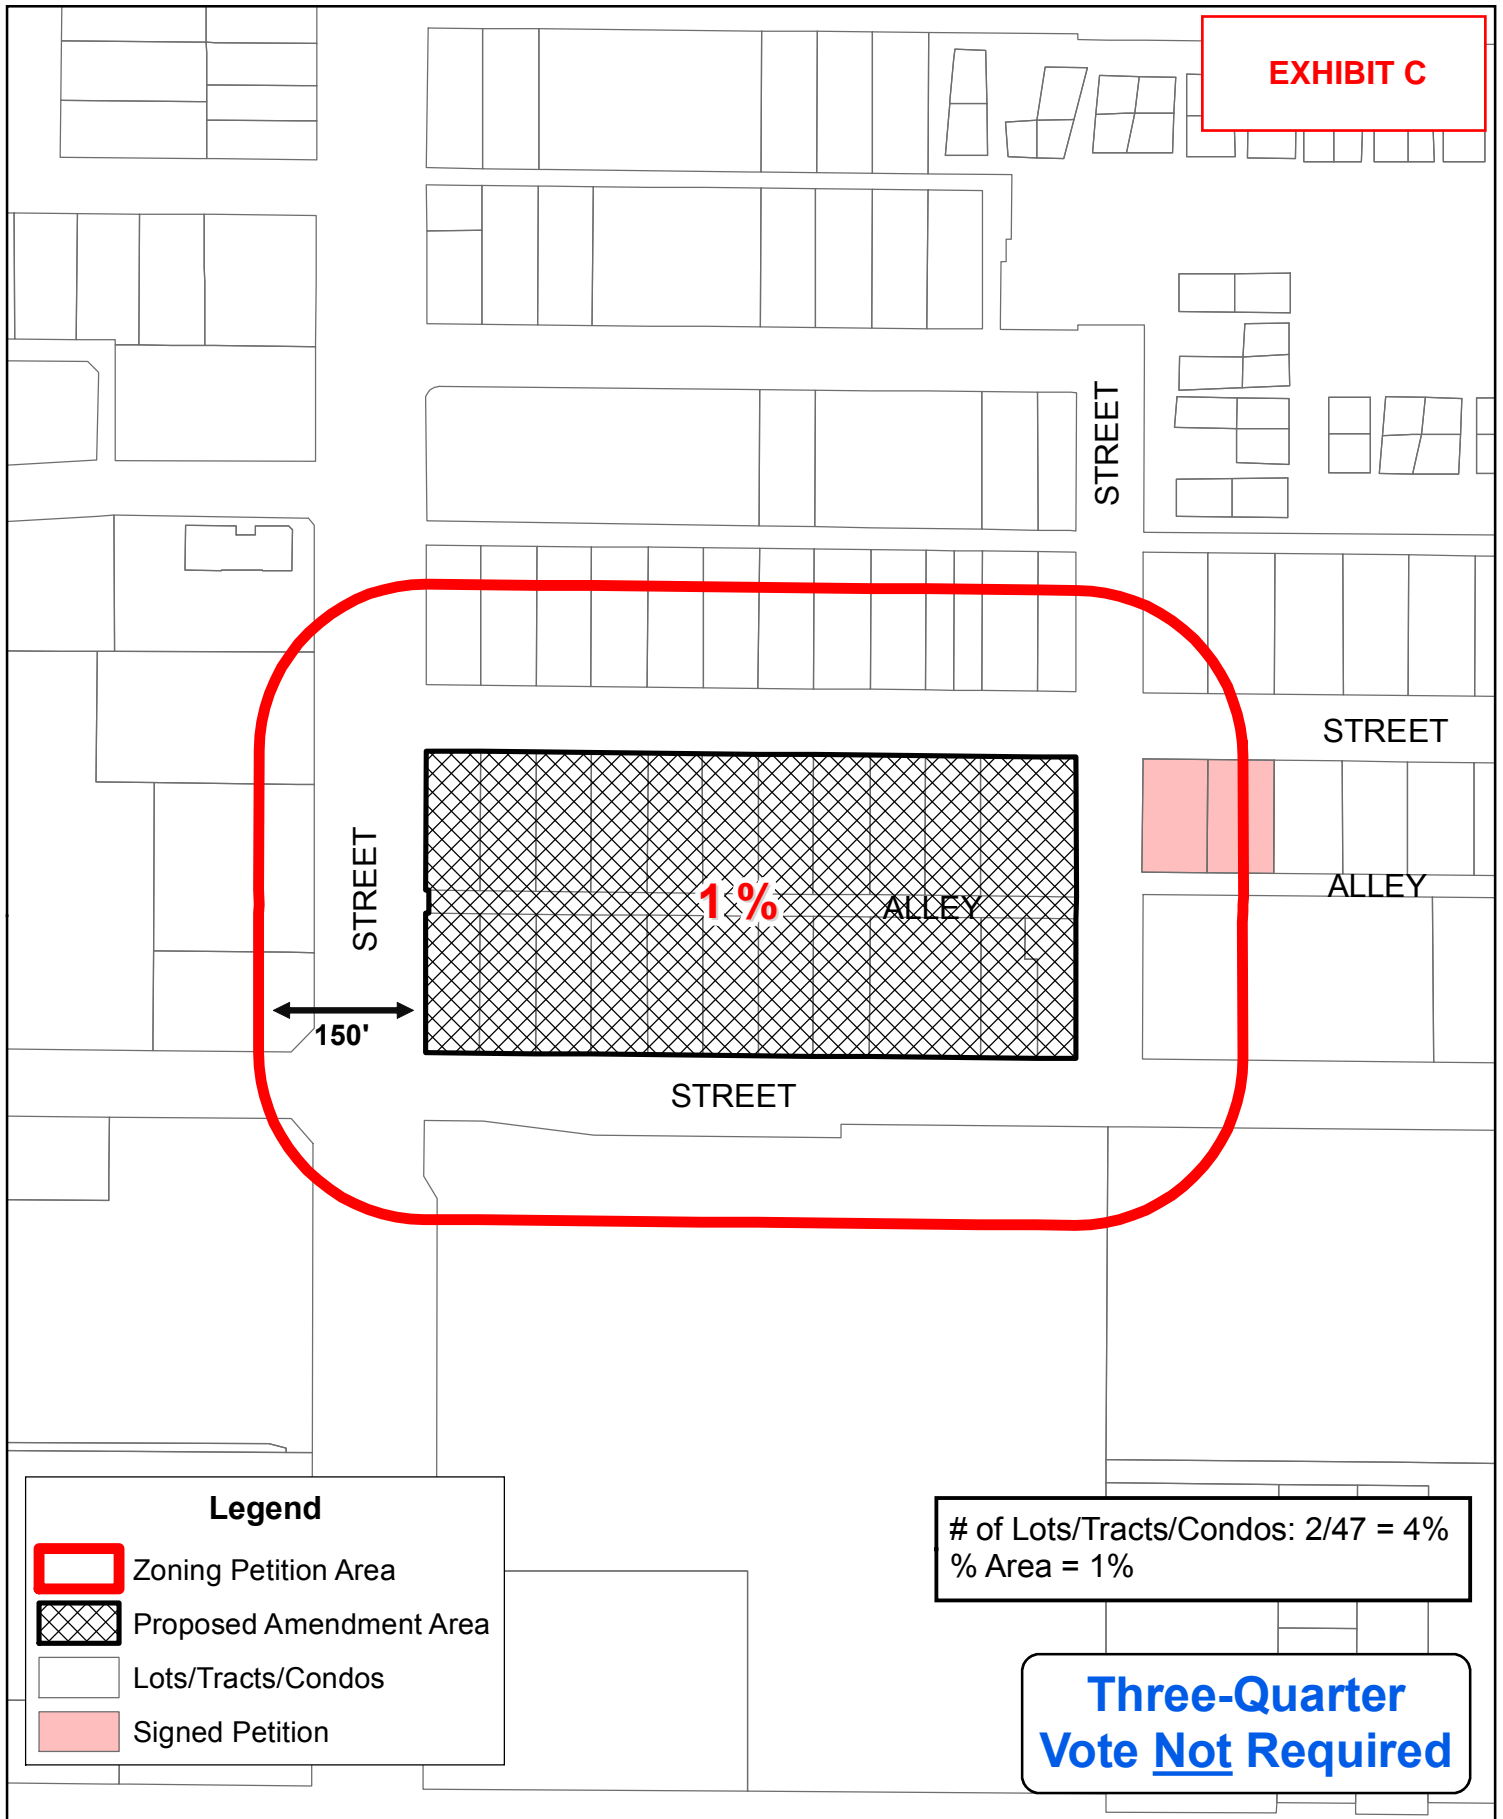 EXHIBIT C
STREET
STREET
STREET
ALLEY
1 %
ALLEY
150'
STREET
Legend
Zoning Petition Area
Proposed Amendment Area
Lots/Tracts/Condos
Signed Petition
# of Lots/Tracts/Condos: 2/47 = 4%
% Area = 1%
Three-Quarter
Vote Not Required